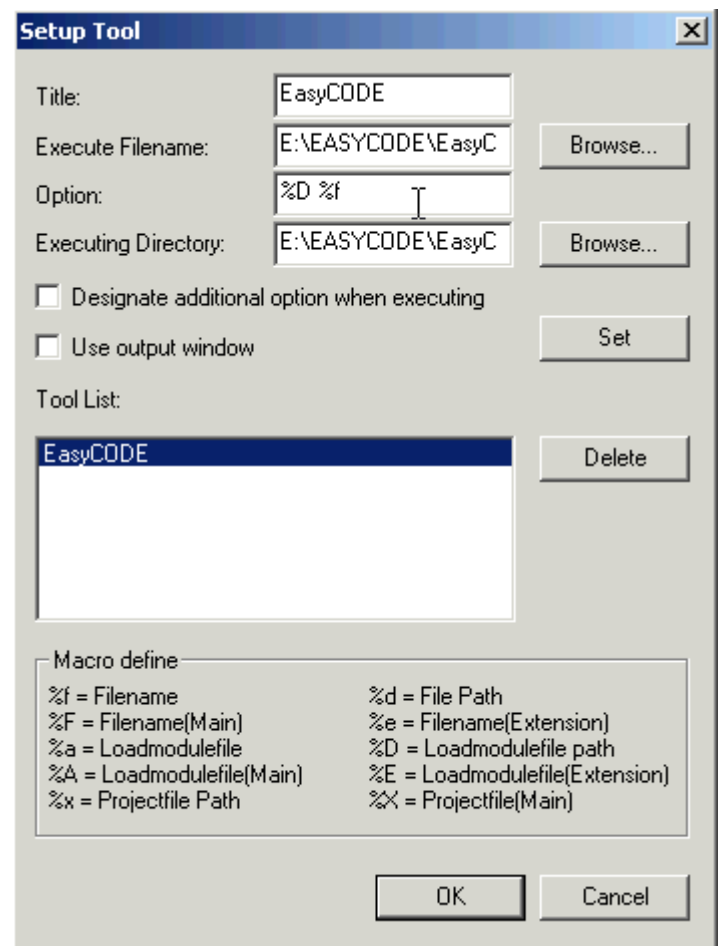 Setup Tool
Title: EasyCODE
Execute Filename: E:\EASYCODE\EasyC Browse...
Option: %D %f
Executing Directory: E:\EASYCODE\EasyC Browse...
Designate additional option when executing
Use output window Set
Tool List:
EasyCODE Delete
Macro define
%f = Filename %d = File Path
%F = Filename(Main) %e = Filename(Extension)
%a = Loadmodulefile %D = Loadmodulefile path
%A = Loadmodulefile(Main) %E = Loadmodulefile(Extension)
%x = Projectfile Path %X = Projectfile(Main)
OK Cancel